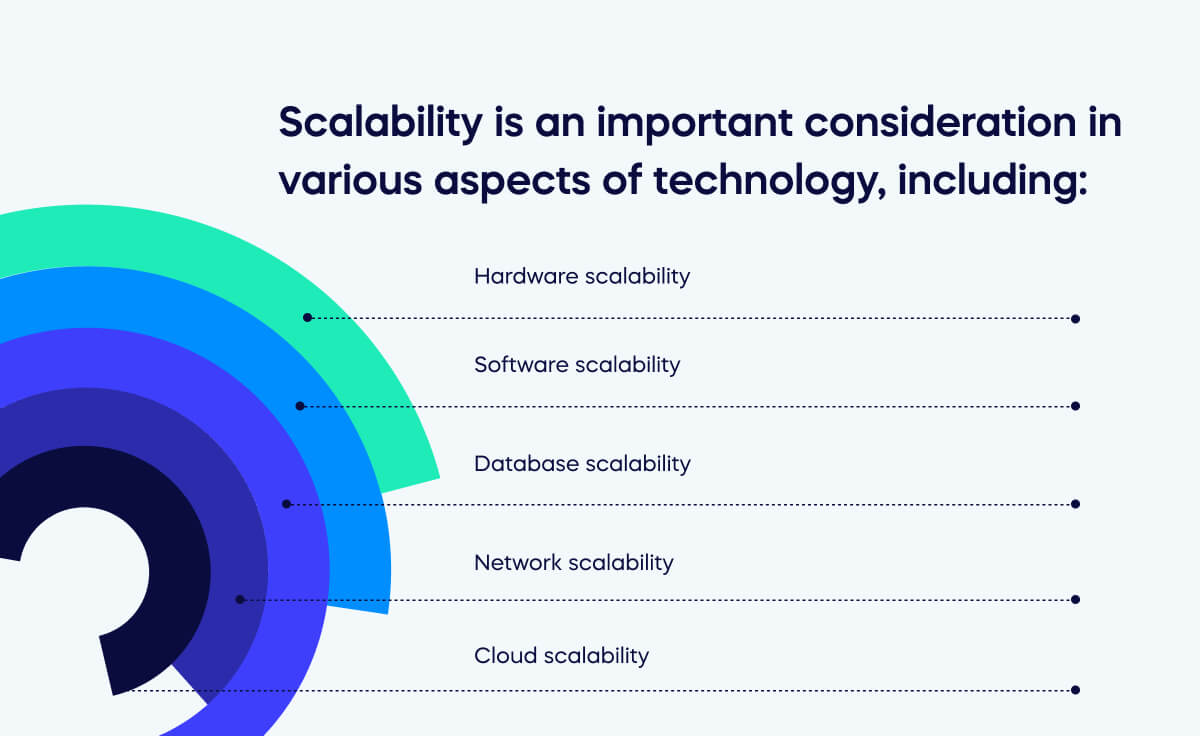 Scalability is an important consideration in
various aspects of technology, including:
Hardware scalability
Software scalability
Database scalability
Network scalability
Cloud scalability